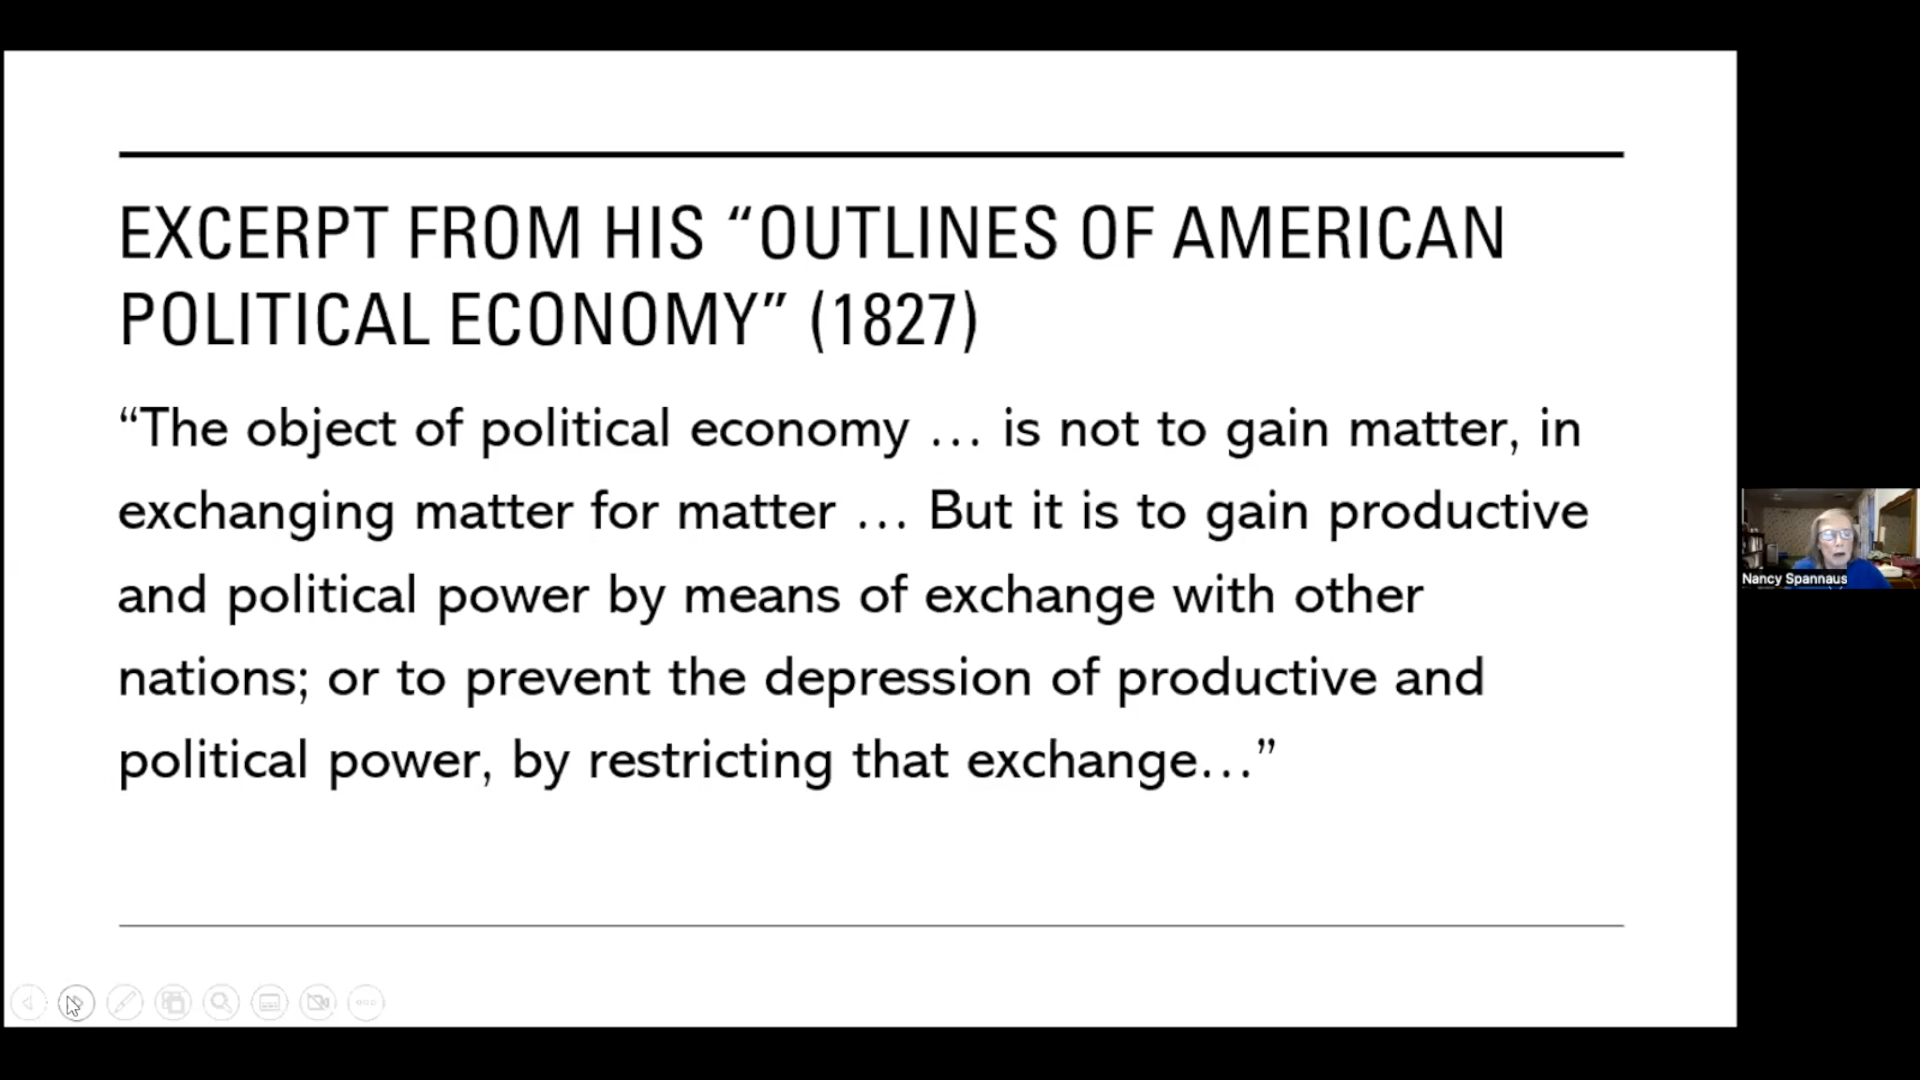 EXCERPT FROM HIS “OUTLINES OF AMERICAN
POLITICAL ECONOMY” (1827)
“The object of political economy … is not to gain matter, in
exchanging matter for matter … But it is to gain productive
and political power by means of exchange with other
nations; or to prevent the depression of productive and
political power, by restricting that exchange…”
Nancy Spannaus